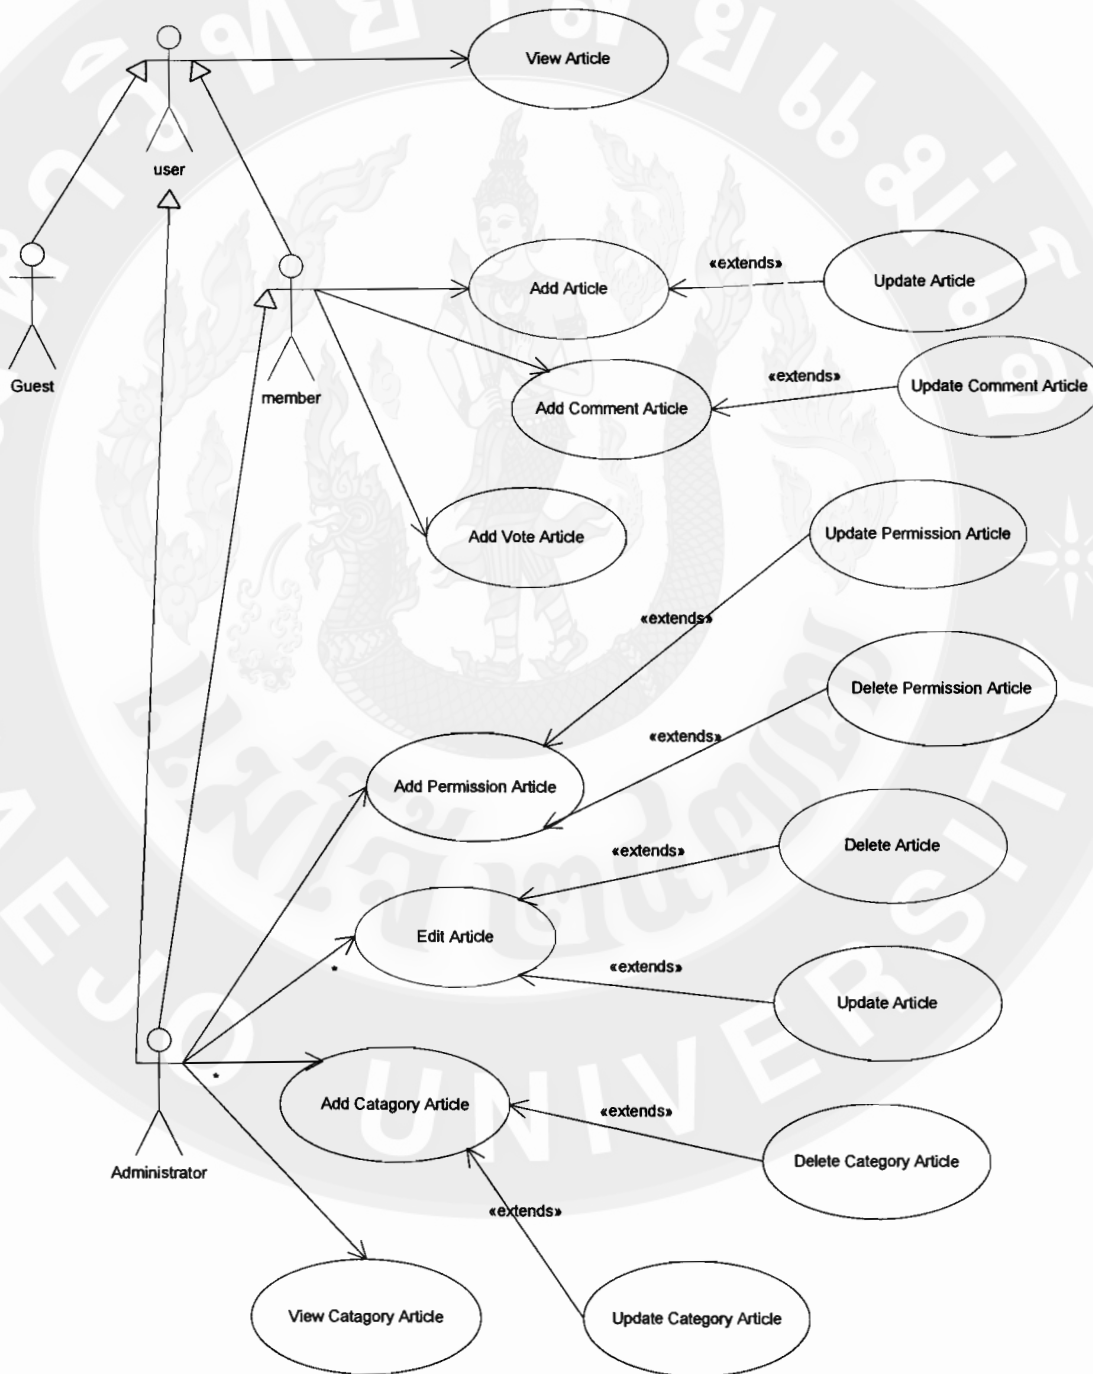 View Article
user
«extends»
Add Article
Update Article
Guest
member
«extends»
Add Comment Article
Update Comment Article
Add Vote Article
Update Permission Article
«extends»
Delete Permission Article
«extends»
Add Permission Article
«extends»
Delete Article
Edit Article
*
«extends»
Update Article
*
Add Catagory Article
«extends»
Delete Category Article
Administrator
«extends»
View Catagory Article
Update Category Article
UNIVERSITY